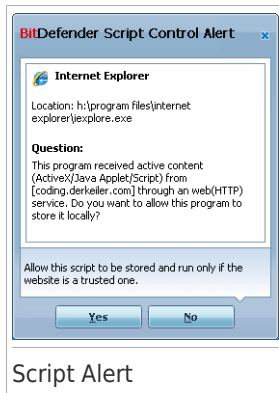 BitDefender Script Control Alert x
Internet Explorer
Location: h:\program files\internet
explorer\iexplore.exe
Question:
This program received active content
(ActiveX/Java Applet/Script) from
[coding.derkeiler.com] through an web(HTTP)
service. Do you want to allow this program to
store it locally?
Allow this script to be stored and run only if the
website is a trusted one.
Yes No
Script Alert